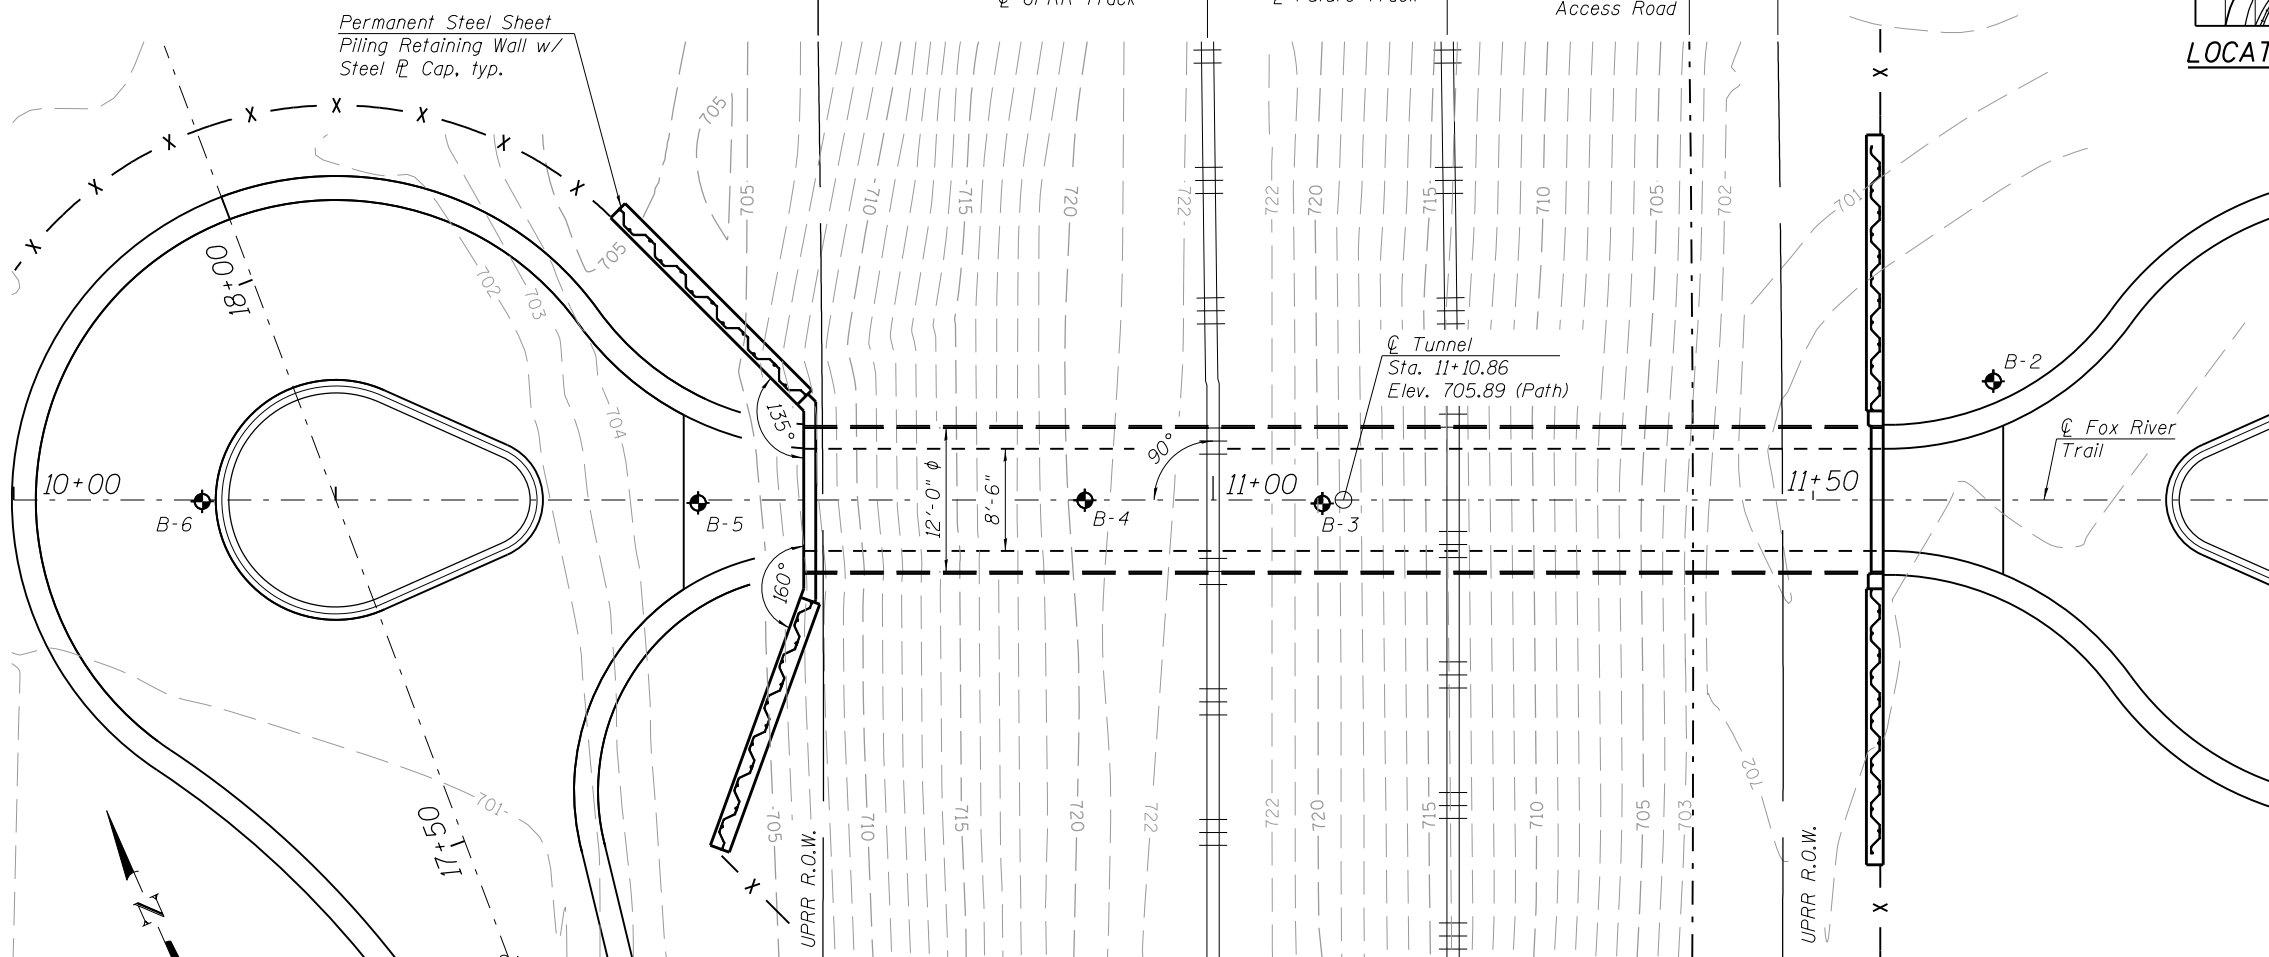 Permanent Steel Sheet
Piling Retaining Wall w/
Steel ⅊ Cap, typ.
℄ UPRR Track
℄ Future Track
Access Road
LOCAT
X
X
X
X
X
X
X
X
X
705
705
705
710
715
720
722
722
720
715
710
705
702
701
702
703
704
18+00
℄ Tunnel
Sta. 11+10.86
Elev. 705.89 (Path)
B-2
135°
90°
℄ Fox River
Trail
10+00
11+00
11+50
12'-0" ϕ
8'-6"
B-6
B-5
B-4
B-3
160°
701
17+50
705
710
715
720
722
722
720
715
710
705
703
702
UPRR R.O.W.
UPRR R.O.W.
X
X
N